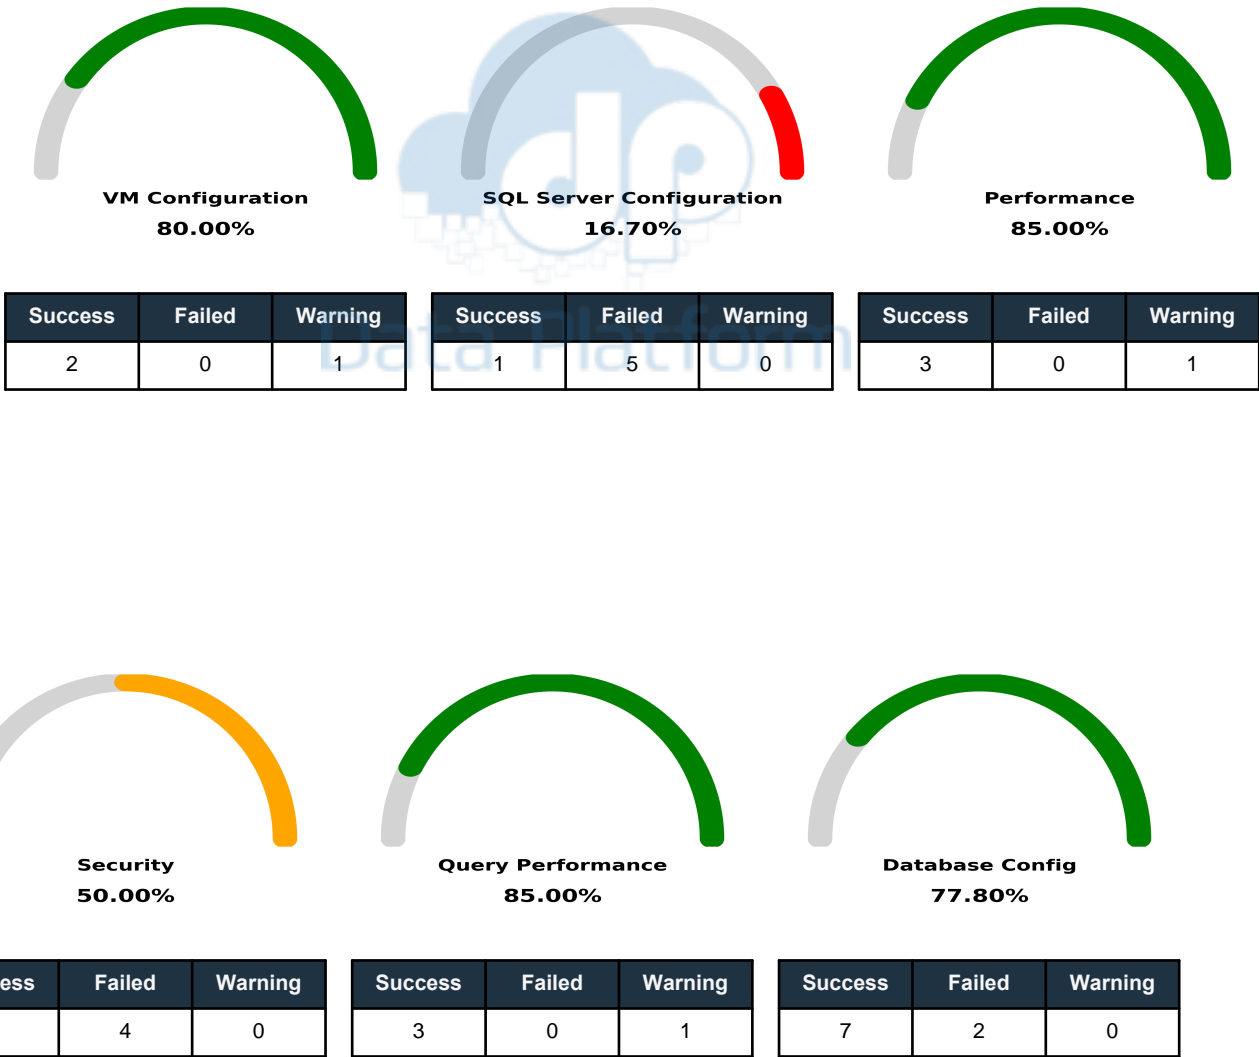 VM Configuration
80.00%
Success Failed Warning
2 0 1
SQL Server Configuration
16.70%
Success Failed Warning
1 5 0
Performance
85.00%
Success Failed Warning
3 0 1
dp
Data Platform
Security
50.00%
ess Failed Warning
4 0
Query Performance
85.00%
Success Failed Warning
3 0 1
Database Config
77.80%
Success Failed Warning
7 2 0